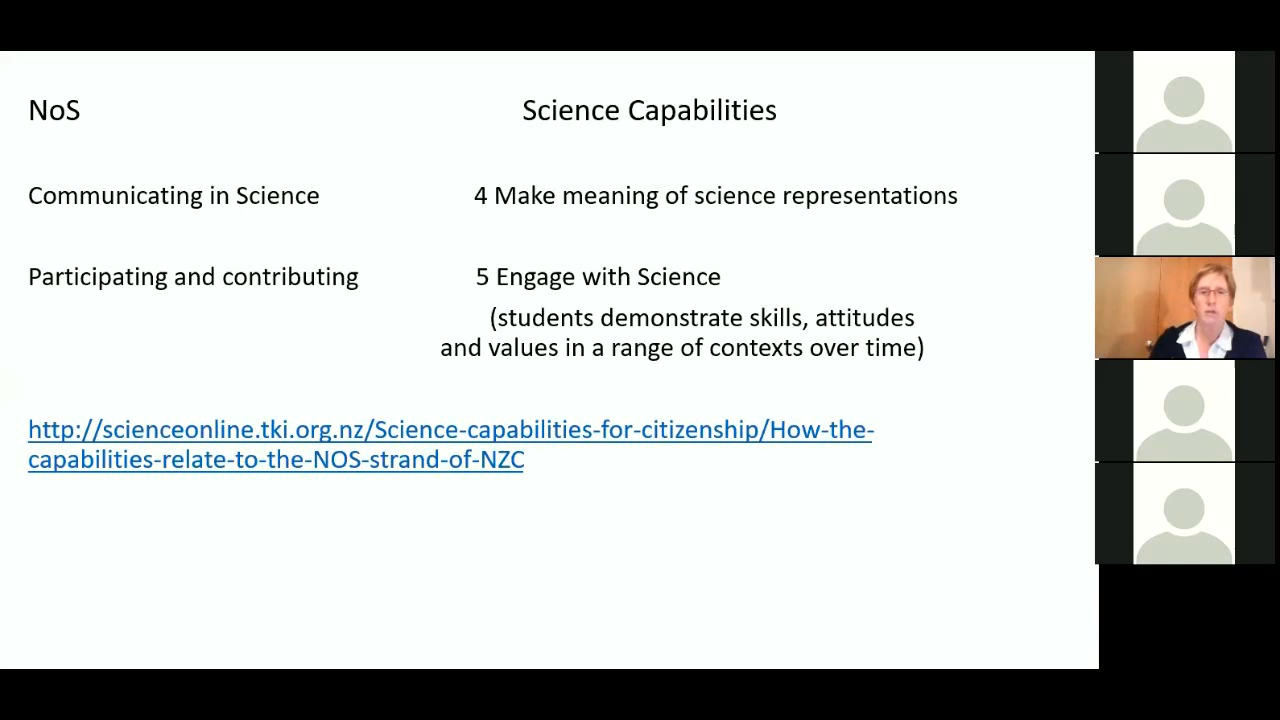 NoS Science Capabilities
Communicating in Science 4 Make meaning of science representations
Participating and contributing 5 Engage with Science
(students demonstrate skills, attitudes
and values in a range of contexts over time)
http://scienceonline.tki.org.nz/Science-capabilities-for-citizenship/How-the-
capabilities-relate-to-the-NOS-strand-of-NZC